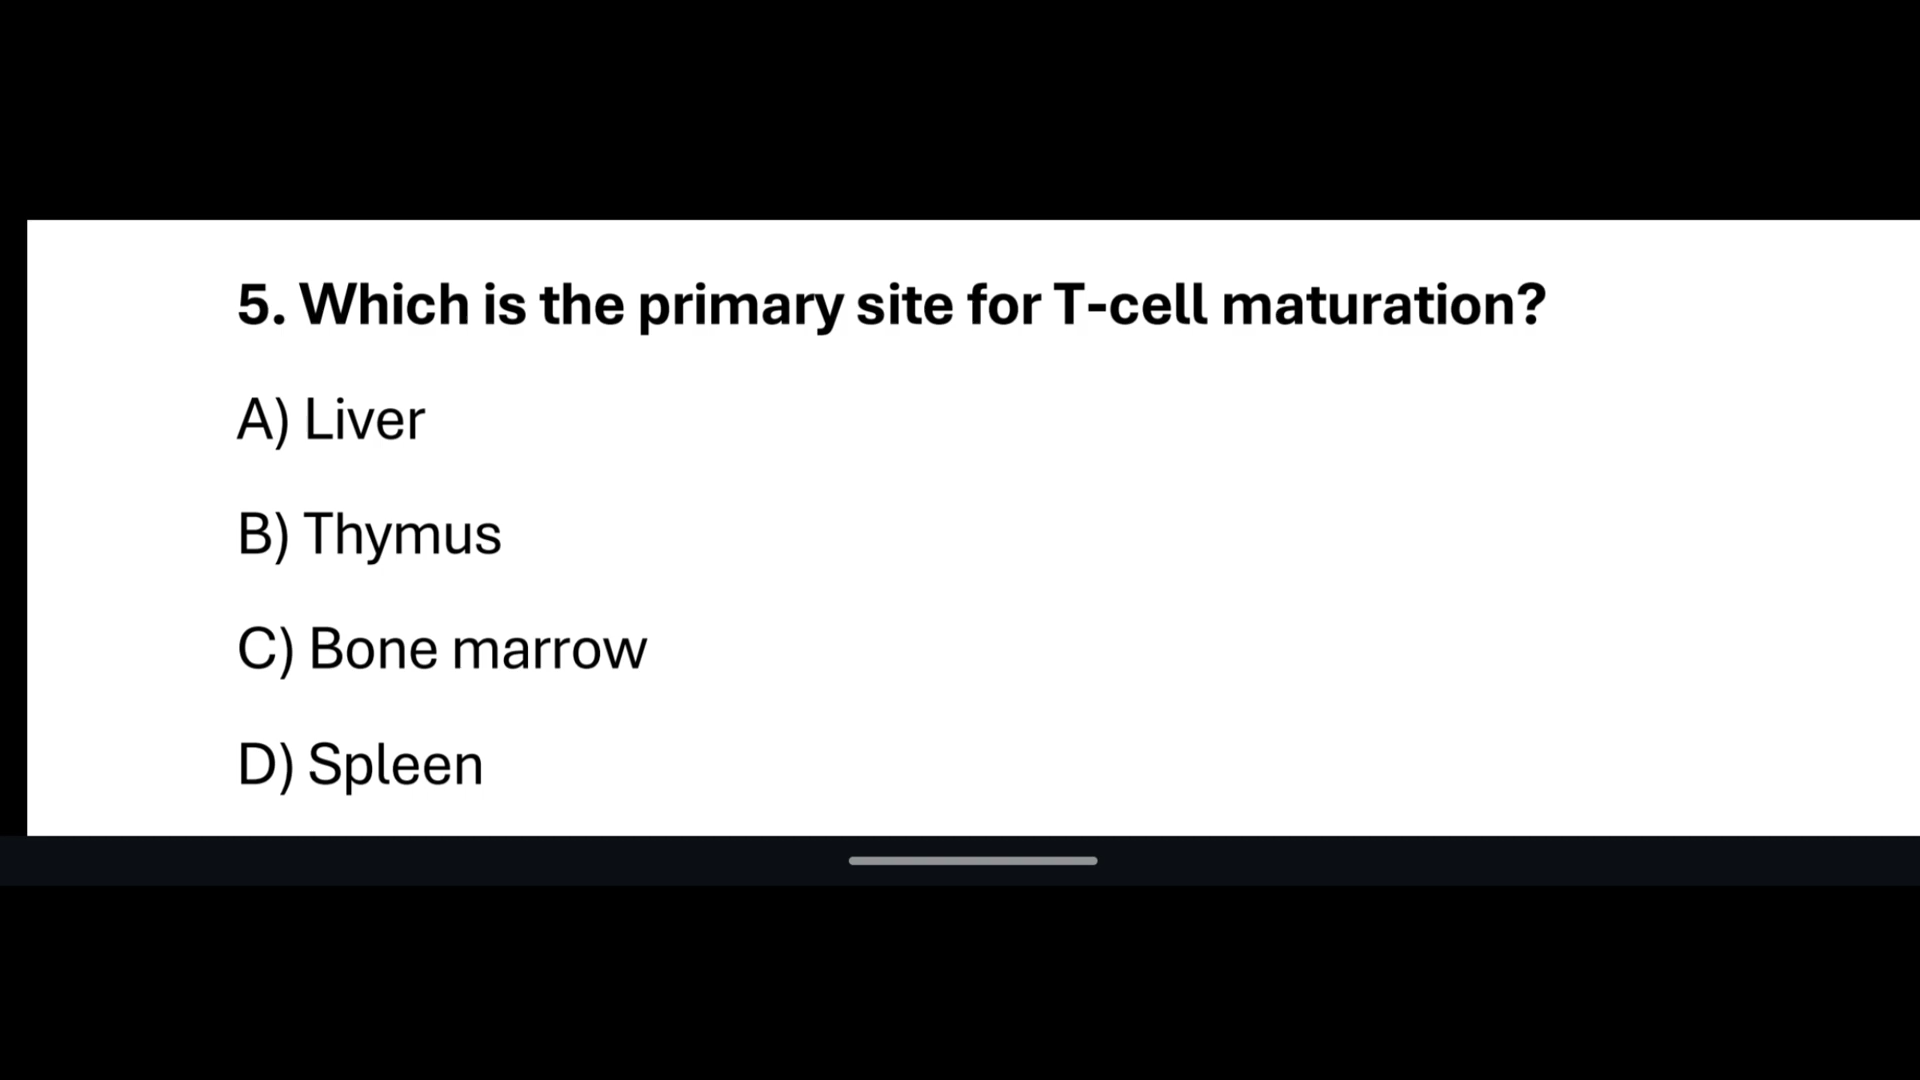 5. Which is the primary site for T-cell maturation?
A) Liver
B) Thymus
C) Bone marrow
D) Spleen